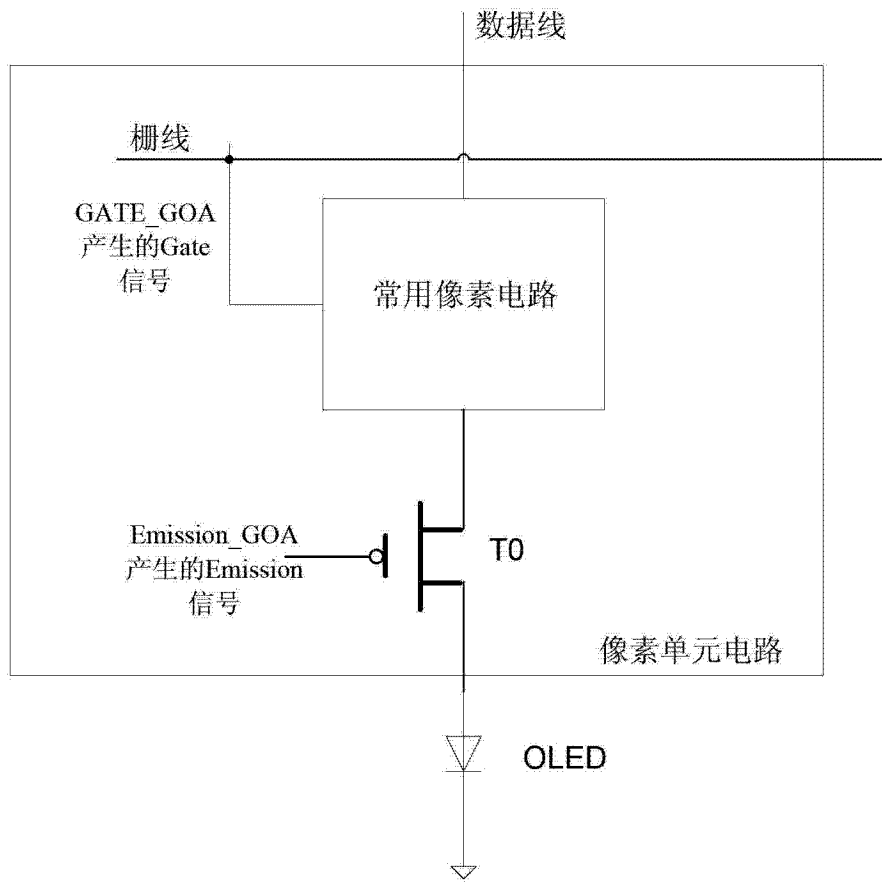 数据线
栅线
GATE_GOA
产生的Gate
信号
常用像素电路
Emission_GOA
产生的Emission
信号
T0
像素单元电路
OLED